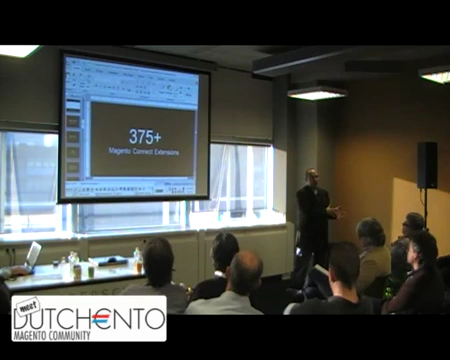 375+
Magento Connect Extensions
meet
DUTCHENTO
MAGENTO COMMUNITY